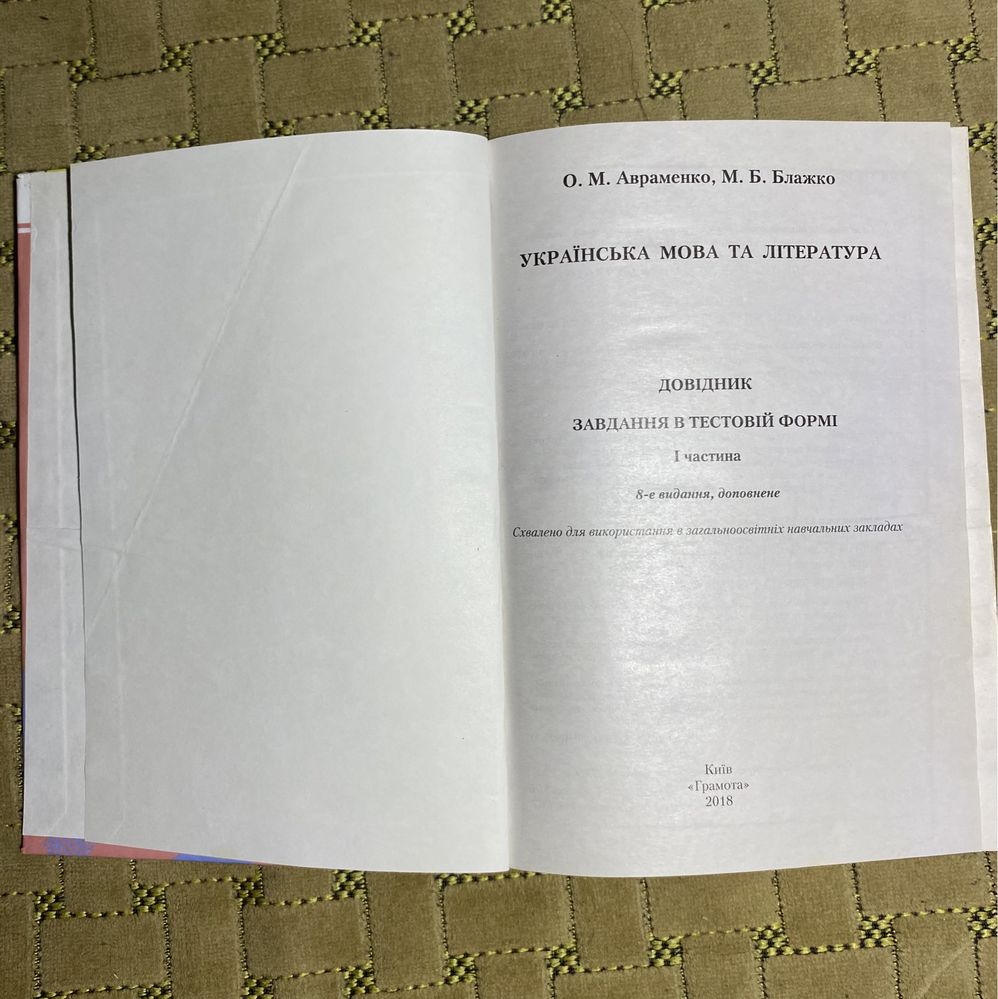 О. М. Авраменко, М. Б. Блажко
УКРАЇНСЬКА МОВА ТА ЛІТЕРАТУРА
ДОВІДНИК
ЗАВДАННЯ В ТЕСТОВІЙ ФОРМІ
І частина
8-е видання, доповнене
Схвалено для використання в загальноосвітніх навчальних закладах
Київ
«Грамота»
2018